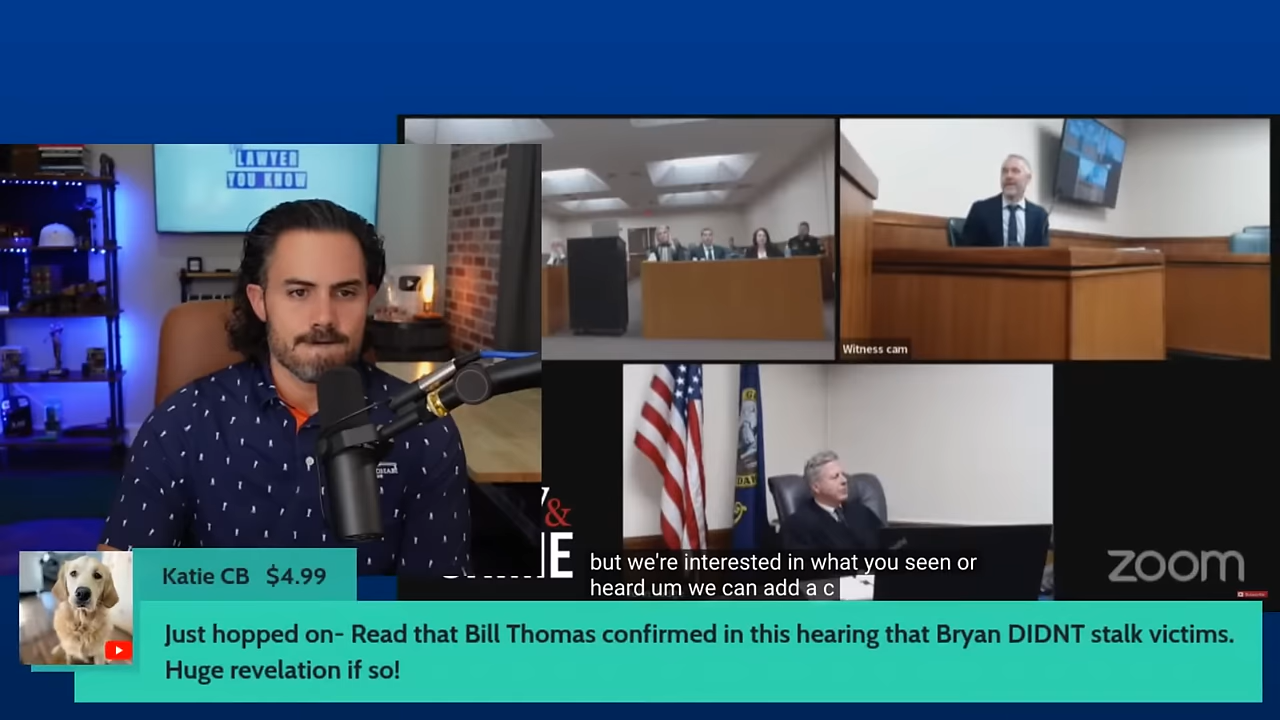 LAWYER
YOU KNOW
Witness cam
&
but we're interested in what you seen or
heard um we can add a c
zoom
Katie CB $4.99
Just hopped on- Read that Bill Thomas confirmed in this hearing that Bryan DIDNT stalk victims.
Huge revelation if so!